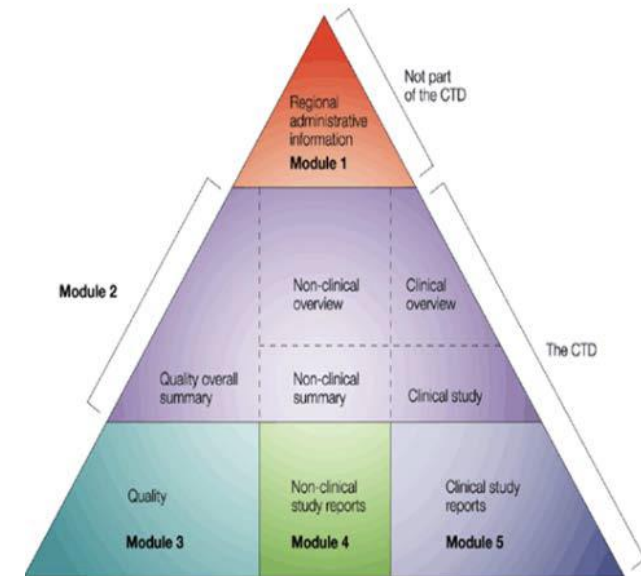 Not part
of the CTD
Regional
administrative
information
Module 1
Module 2
Non-clinical
overview
Clinical
overview
The CTD
Quality overall
summary
Non-clinical
summary
Clinical study
Quality
Module 3
Non-clinical
study reports
Module 4
Clinical study
reports
Module 5